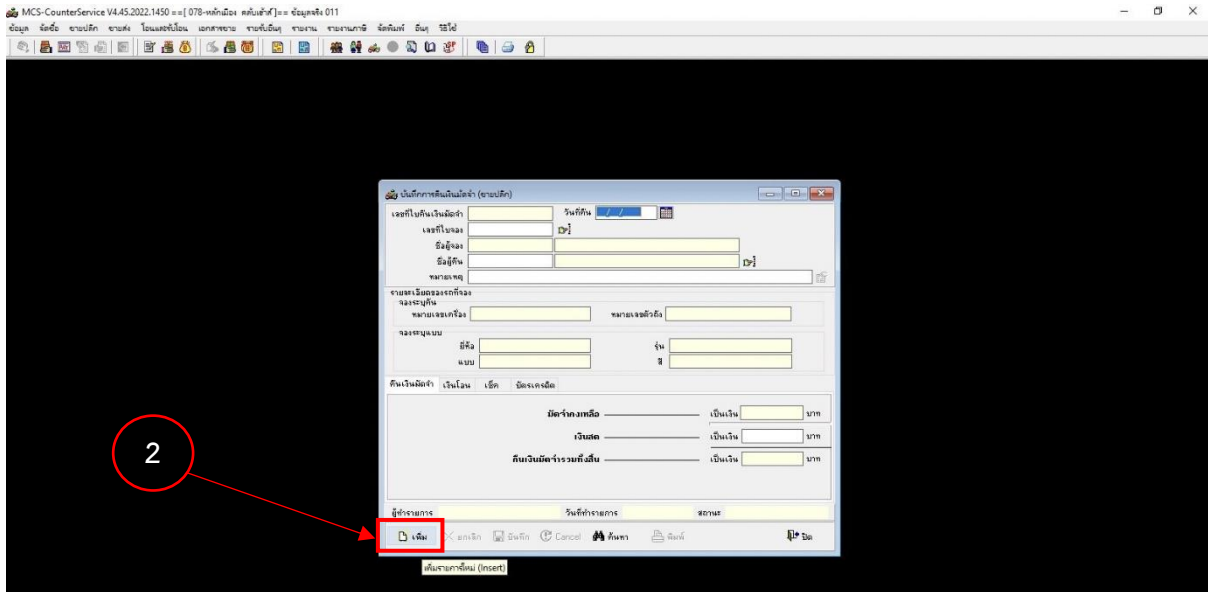 MCS-CounterService V4.45.2022.1450 ==[ 078-หลักเมือง คลับเฮ้าส์ ]== ข้อมูลจริง 011
ข้อมูล จัดซื้อ ขายปลีก ขายส่ง โอนและรับโอน เอกสารขาย รายรับอื่นๆ รายงาน รายงานภาษี จัดพิมพ์ อื่นๆ วิธีใช้
บันทึกการคืนเงินมัดจำ (ขายปลีก)
เลขที่ใบคืนเงินมัดจำ วันที่คืน / /
เลขที่ใบจอง
ชื่อผู้จอง
ชื่อผู้คืน
หมายเหตุ
รายละเอียดของรถที่จอง
จองระบุคัน
หมายเลขเครื่อง หมายเลขตัวถัง
จองระบุแบบ
ยี่ห้อ รุ่น
แบบ สี
คืนเงินมัดจำ เงินโอน เช็ค บัตรเครดิต
มัดจำคงเหลือ เป็นเงิน บาท
เงินสด เป็นเงิน บาท
คืนเงินมัดจำรวมทั้งสิ้น เป็นเงิน บาท
2
ผู้ทำรายการ วันที่ทำรายการ สถานะ
เพิ่ม ยกเลิก บันทึก Cancel ค้นหา พิมพ์ ปิด
เพิ่มรายการใหม่ (Insert)